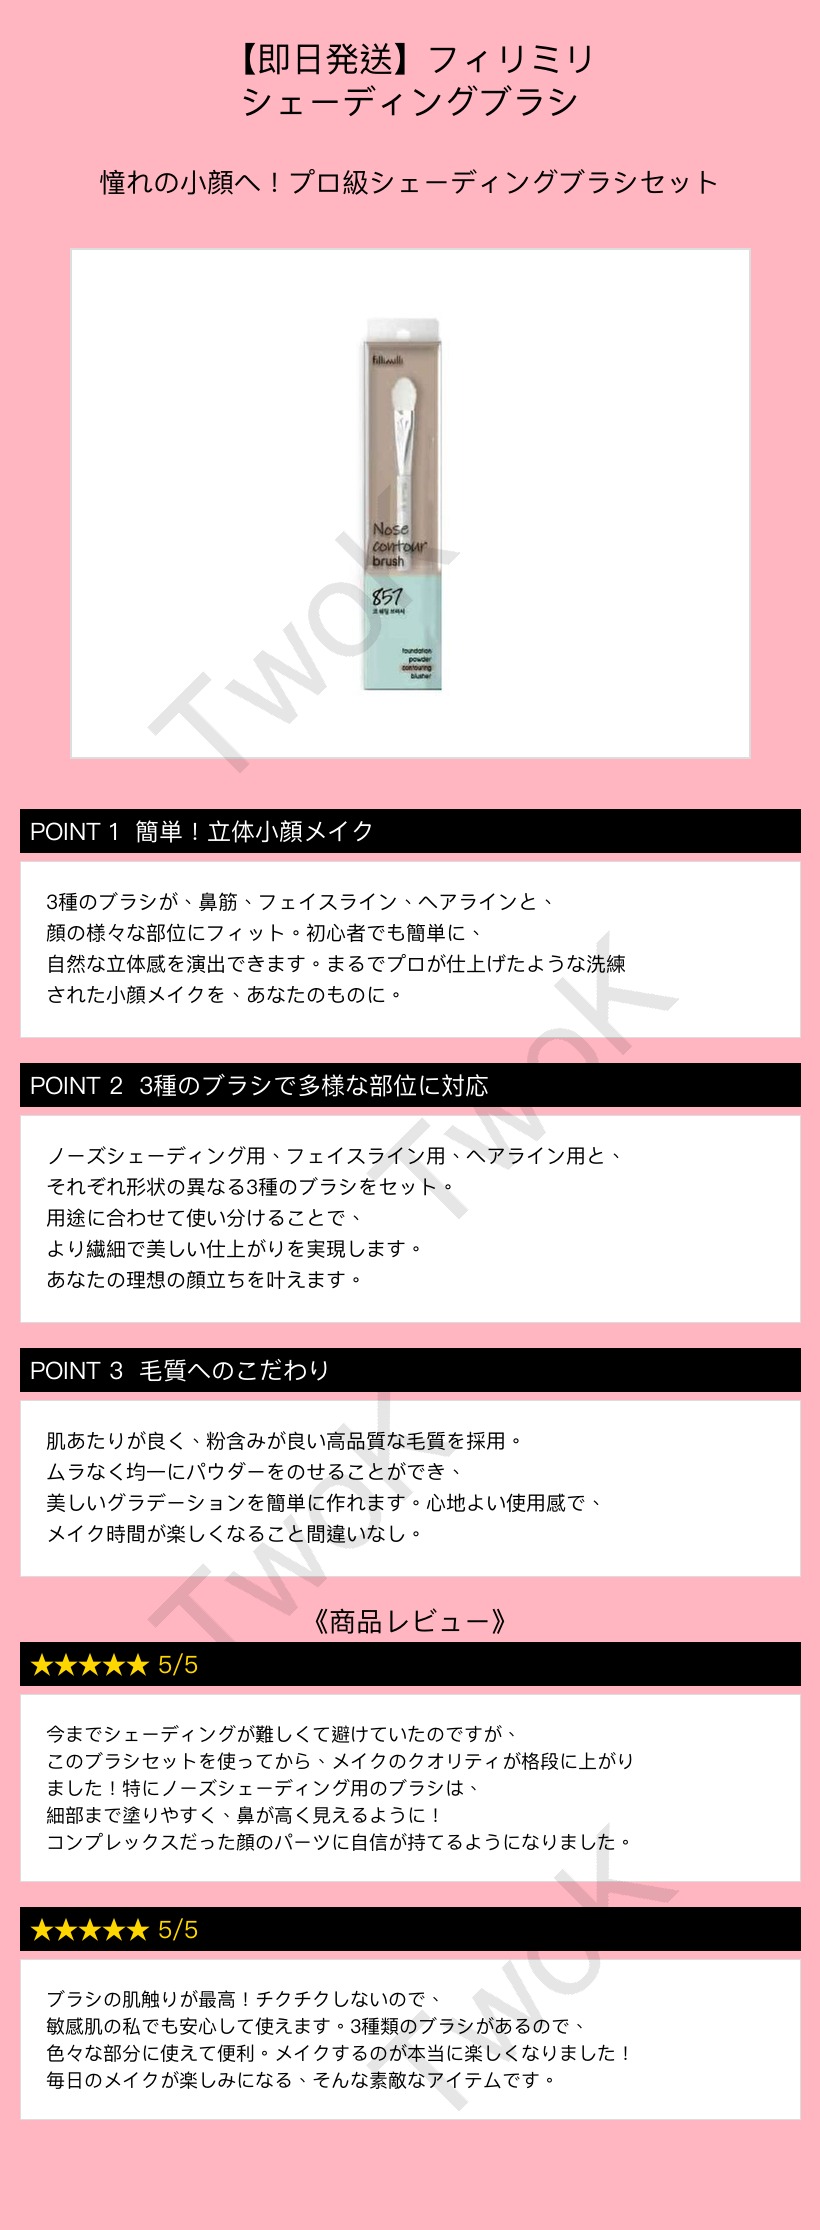 【即日発送】フィリミリ
シェーディングブラシ
憧れの小顔へ！プロ級シェーディングブラシセット
fillimilli
Nose
contour
brush
857
코 쉐딩 브러시
foundation
powder
contouring
blusher
TwoK
POINT 1 簡単！立体小顔メイク
3種のブラシが、鼻筋、フェイスライン、ヘアラインと、
顔の様々な部位にフィット。初心者でも簡単に、
自然な立体感を演出できます。まるでプロが仕上げたような洗練
された小顔メイクを、あなたのものに。
TwoK
POINT 2 3種のブラシで多様な部位に対応
ノーズシェーディング用、フェイスライン用、ヘアライン用と、
それぞれ形状の異なる3種のブラシをセット。
用途に合わせて使い分けることで、
より繊細で美しい仕上がりを実現します。
あなたの理想の顔立ちを叶えます。
POINT 3 毛質へのこだわり
肌あたりが良く、粉含みが良い高品質な毛質を採用。
ムラなく均一にパウダーをのせることができ、
美しいグラデーションを簡単に作れます。心地よい使用感で、
メイク時間が楽しくなること間違いなし。
TwoK
《商品レビュー》
★★★★★ 5/5
今までシェーディングが難しくて避けていたのですが、
このブラシセットを使ってから、メイクのクオリティが格段に上がり
ました！特にノーズシェーディング用のブラシは、
細部まで塗りやすく、鼻が高く見えるように！
コンプレックスだった顔のパーツに自信が持てるようになりました。
★★★★★ 5/5
ブラシの肌触りが最高！チクチクしないので、
敏感肌の私でも安心して使えます。3種類のブラシがあるので、
色々な部分に使えて便利。メイクするのが本当に楽しくなりました！
毎日のメイクが楽しみになる、そんな素敵なアイテムです。
TwoK